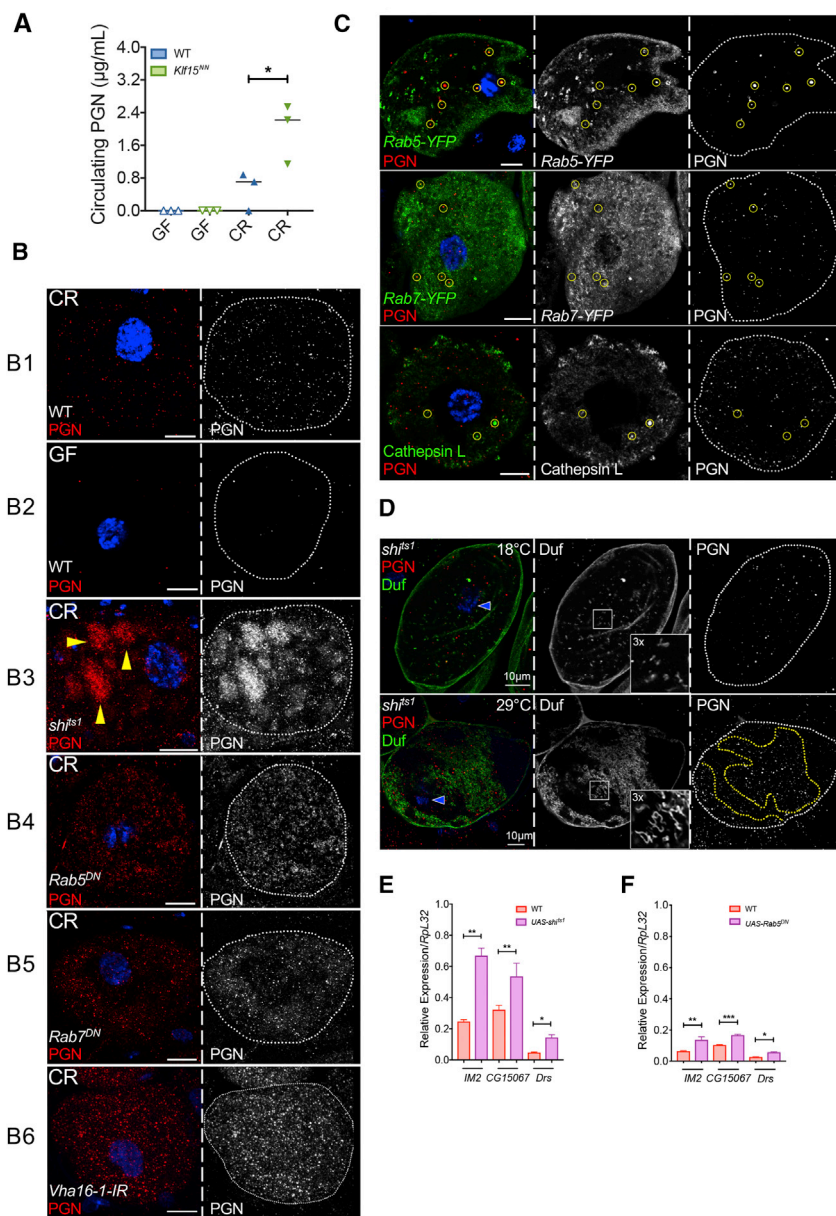 A
WT
Klf15NN
Circulating PGN (µg/mL)
4.0
3.2
2.4
1.6
0.8
0.0
*
GF
GF
CR
CR
B
B1
CR
WT
PGN
PGN
B2
GF
WT
PGN
PGN
B3
CR
shits1
PGN
PGN
B4
CR
Rab5DN
PGN
PGN
B5
CR
Rab7DN
PGN
PGN
B6
CR
Vha16-1-IR
PGN
PGN
C
Rab5-YFP
PGN
Rab5-YFP
PGN
Rab7-YFP
PGN
Rab7-YFP
PGN
Cathepsin L
PGN
Cathepsin L
PGN
D
shits1
PGN
Duf
18°C
10µm
Duf
3x
PGN
shits1
PGN
Duf
29°C
10µm
Duf
3x
PGN
E
WT
UAS-shits1
Relative Expression/RpL32
1.0
0.8
0.6
0.4
0.2
0.0
**
**
*
IM2 CG15067 Drs
F
WT
UAS-Rab5DN
Relative Expression/RpL32
1.0
0.8
0.6
0.4
0.2
0.0
**
***
*
IM2 CG15067 Drs